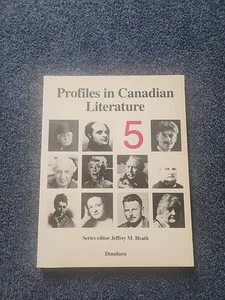 Profiles in Canadian
Literature
5
Series editor Jeffrey M. Heath
Dundurn